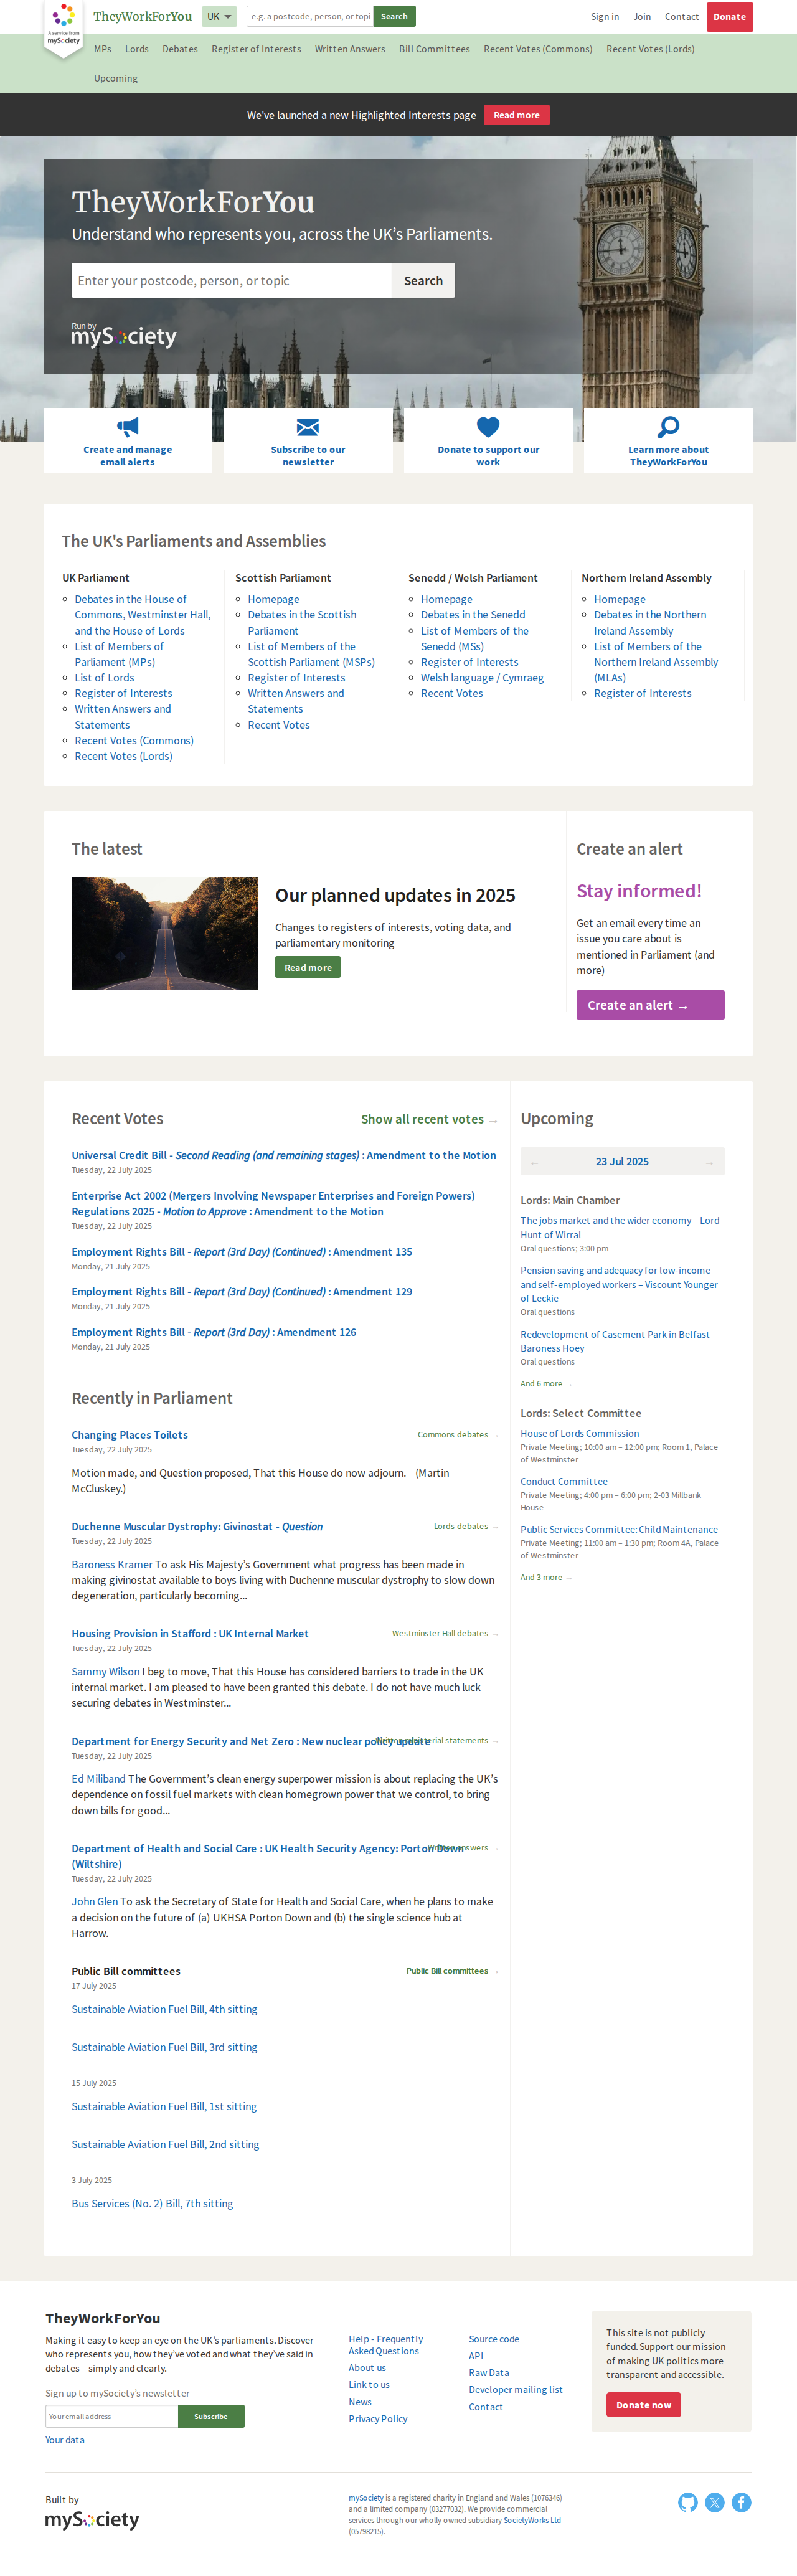 A service from
mySociety
TheyWorkForYou
UK
e.g. a postcode, person, or topi
Search
Sign in
Join
Contact
Donate
MPs
Lords
Debates
Register of Interests
Written Answers
Bill Committees
Recent Votes (Commons)
Recent Votes (Lords)
Upcoming
We've launched a new Highlighted Interests page
Read more
TheyWorkForYou
Understand who represents you, across the UK's Parliaments.
Enter your postcode, person, or topic
Search
Run by
mySociety
Create and manage
email alerts
Subscribe to our
newsletter
Donate to support our
work
Learn more about
TheyWorkForYou
The UK's Parliaments and Assemblies
UK Parliament
Debates in the House of
Commons, Westminster Hall,
and the House of Lords
List of Members of
Parliament (MPs)
List of Lords
Register of Interests
Written Answers and
Statements
Recent Votes (Commons)
Recent Votes (Lords)
Scottish Parliament
Homepage
Debates in the Scottish
Parliament
List of Members of the
Scottish Parliament (MSPs)
Register of Interests
Written Answers and
Statements
Recent Votes
Senedd / Welsh Parliament
Homepage
Debates in the Senedd
List of Members of the
Senedd (MSs)
Register of Interests
Welsh language / Cymraeg
Recent Votes
Northern Ireland Assembly
Homepage
Debates in the Northern
Ireland Assembly
List of Members of the
Northern Ireland Assembly
(MLAs)
Register of Interests
The latest
Our planned updates in 2025
Changes to registers of interests, voting data, and
parliamentary monitoring
Read more
Create an alert
Stay informed!
Get an email every time an
issue you care about is
mentioned in Parliament (and
more)
Create an alert →
Recent Votes
Show all recent votes →
Universal Credit Bill - Second Reading (and remaining stages) : Amendment to the Motion
Tuesday, 22 July 2025
Enterprise Act 2002 (Mergers Involving Newspaper Enterprises and Foreign Powers)
Regulations 2025 - Motion to Approve : Amendment to the Motion
Tuesday, 22 July 2025
Employment Rights Bill - Report (3rd Day) (Continued) : Amendment 135
Monday, 21 July 2025
Employment Rights Bill - Report (3rd Day) (Continued) : Amendment 129
Monday, 21 July 2025
Employment Rights Bill - Report (3rd Day) : Amendment 126
Monday, 21 July 2025
Recently in Parliament
Changing Places Toilets
Commons debates →
Tuesday, 22 July 2025
Motion made, and Question proposed, That this House do now adjourn.—(Martin
McCluskey.)
Duchenne Muscular Dystrophy: Givinostat - Question
Lords debates →
Tuesday, 22 July 2025
Baroness Kramer To ask His Majesty's Government what progress has been made in
making givinostat available to boys living with Duchenne muscular dystrophy to slow down
degeneration, particularly becoming...
Housing Provision in Stafford : UK Internal Market
Westminster Hall debates →
Tuesday, 22 July 2025
Sammy Wilson I beg to move, That this House has considered barriers to trade in the UK
internal market. I am pleased to have been granted this debate. I do not have much luck
securing debates in Westminster...
Department for Energy Security and Net Zero : New nuclear policy update
Written ministerial statements →
Tuesday, 22 July 2025
Ed Miliband The Government's clean energy superpower mission is about replacing the UK's
dependence on fossil fuel markets with clean homegrown power that we control, to bring
down bills for good...
Department of Health and Social Care : UK Health Security Agency: Porton Down
(Wiltshire)
Written answers →
Tuesday, 22 July 2025
John Glen To ask the Secretary of State for Health and Social Care, when he plans to make
a decision on the future of (a) UKHSA Porton Down and (b) the single science hub at
Harrow.
Public Bill committees
Public Bill committees →
17 July 2025
Sustainable Aviation Fuel Bill, 4th sitting
Sustainable Aviation Fuel Bill, 3rd sitting
15 July 2025
Sustainable Aviation Fuel Bill, 1st sitting
Sustainable Aviation Fuel Bill, 2nd sitting
3 July 2025
Bus Services (No. 2) Bill, 7th sitting
Upcoming
←
23 Jul 2025
→
Lords: Main Chamber
The jobs market and the wider economy – Lord
Hunt of Wirral
Oral questions; 3:00 pm
Pension saving and adequacy for low-income
and self-employed workers – Viscount Younger
of Leckie
Oral questions
Redevelopment of Casement Park in Belfast –
Baroness Hoey
Oral questions
And 6 more →
Lords: Select Committee
House of Lords Commission
Private Meeting; 10:00 am – 12:00 pm; Room 1, Palace
of Westminster
Conduct Committee
Private Meeting; 4:00 pm – 6:00 pm; 2-03 Millbank
House
Public Services Committee: Child Maintenance
Private Meeting; 11:00 am – 1:30 pm; Room 4A, Palace
of Westminster
And 3 more →
TheyWorkForYou
Making it easy to keep an eye on the UK's parliaments. Discover
who represents you, how they've voted and what they've said in
debates – simply and clearly.
Sign up to mySociety's newsletter
Your email address
Subscribe
Your data
Help - Frequently
Asked Questions
About us
Link to us
News
Privacy Policy
Source code
API
Raw Data
Developer mailing list
Contact
This site is not publicly
funded. Support our mission
of making UK politics more
transparent and accessible.
Donate now
Built by
mySociety
mySociety is a registered charity in England and Wales (1076346)
and a limited company (03277032). We provide commercial
services through our wholly owned subsidiary SocietyWorks Ltd
(05798215).